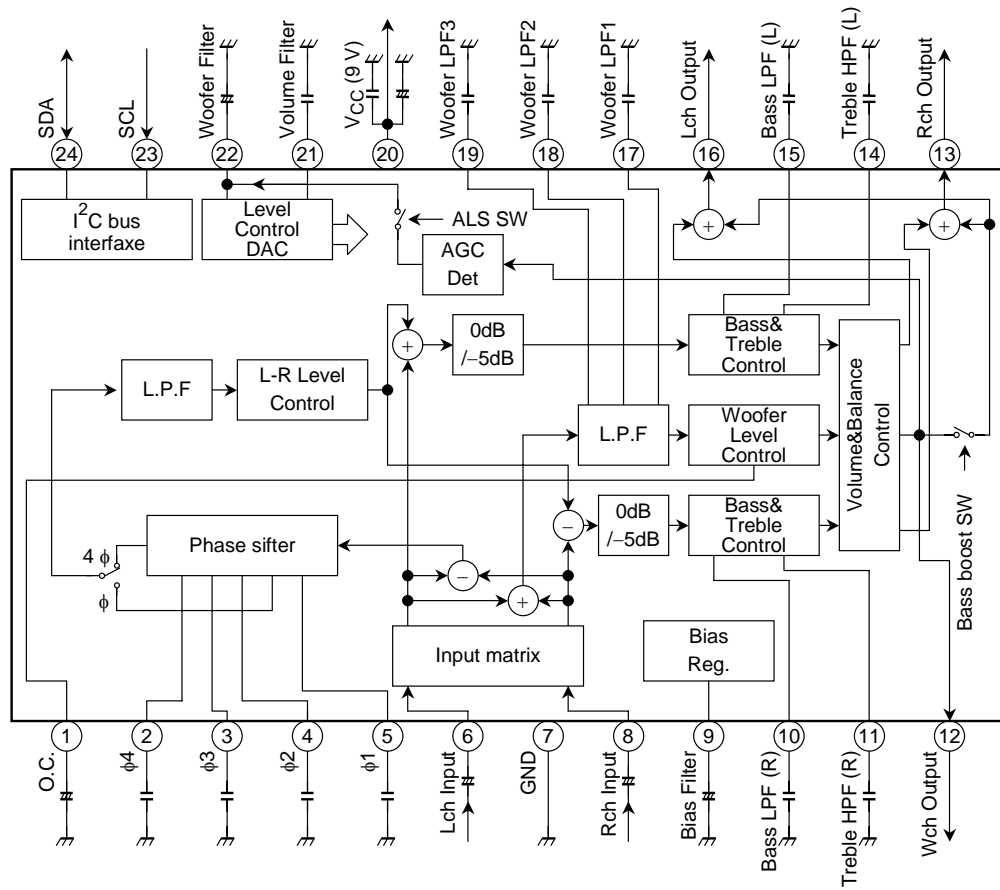 SDA
SCL
Woofer Filter
Volume Filter
VCC (9 V)
Woofer LPF3
Woofer LPF2
Woofer LPF1
Lch Output
Bass LPF (L)
Treble HPF (L)
Rch Output
24
23
22
21
20
19
18
17
16
15
14
13
I²C bus
interfaxe
Level
Control
DAC
ALS SW
AGC
Det
+
+
+
0dB
/−5dB
Bass&
Treble
Control
L.P.F
L-R Level
Control
L.P.F
Woofer
Level
Control
Volume&Balance
Control
Bass boost SW
4 ϕ
ϕ
Phase sifter
−
+
−
0dB
/−5dB
Bass&
Treble
Control
Input matrix
Bias
Reg.
1
2
3
4
5
6
7
8
9
10
11
12
O.C.
ϕ4
ϕ3
ϕ2
ϕ1
Lch Input
GND
Rch Input
Bias Filter
Bass LPF (R)
Treble HPF (R)
Wch Output